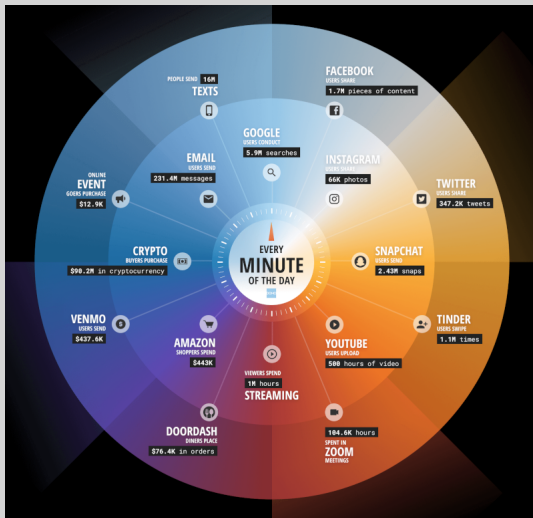 PEOPLE SEND 16M
TEXTS
FACEBOOK
USERS SHARE
1.7M pieces of content
GOOGLE
USERS CONDUCT
5.9M searches
EMAIL
USERS SEND
231.4M messages
INSTAGRAM
USERS SHARE
66K photos
ONLINE
EVENT
GOERS PURCHASE
$12.9K
TWITTER
USERS SHARE
347.2K tweets
CRYPTO
BUYERS PURCHASE
$90.2M in cryptocurrency
EVERY
MINUTE
OF THE DAY
SNAPCHAT
USERS SEND
2.43M snaps
VENMO
USERS SEND
$437.6K
AMAZON
SHOPPERS SPEND
$443K
YOUTUBE
USERS UPLOAD
500 hours of video
TINDER
USERS SWIPE
1.1M times
VIEWERS SPEND
1M hours
STREAMING
DOORDASH
DINERS PLACE
$76.4K in orders
104.6K hours
SPENT IN
ZOOM
MEETINGS